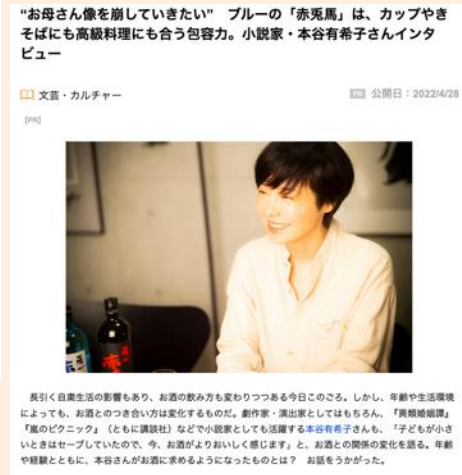 “お母さん像を崩していきたい”　ブルーの「赤兎馬」は、カップやき
そばにも高級料理にも合う包容力。小説家・本谷有希子さんインタ
ビュー
文芸・カルチャー
PR 公開日：2022/4/28
[PR]
赤
　長引く自粛生活の影響もあり、お酒の飲み方も変わりつつある今日このごろ。しかし、年齢や生活環境
によっても、お酒とのつき合い方は変化するものだ。劇作家・演出家としてはもちろん、『異類婚姻譚』
『嵐のピクニック』（ともに講談社）などで小説家としても活躍する本谷有希子さんも、「子どもが小さ
いときはセーブしていたので、今、お酒がよりおいしく感じます」と、お酒との関係の変化を語る。年齢
や経験とともに、本谷さんがお酒に求めるようになったものとは？　お話をうかがった。